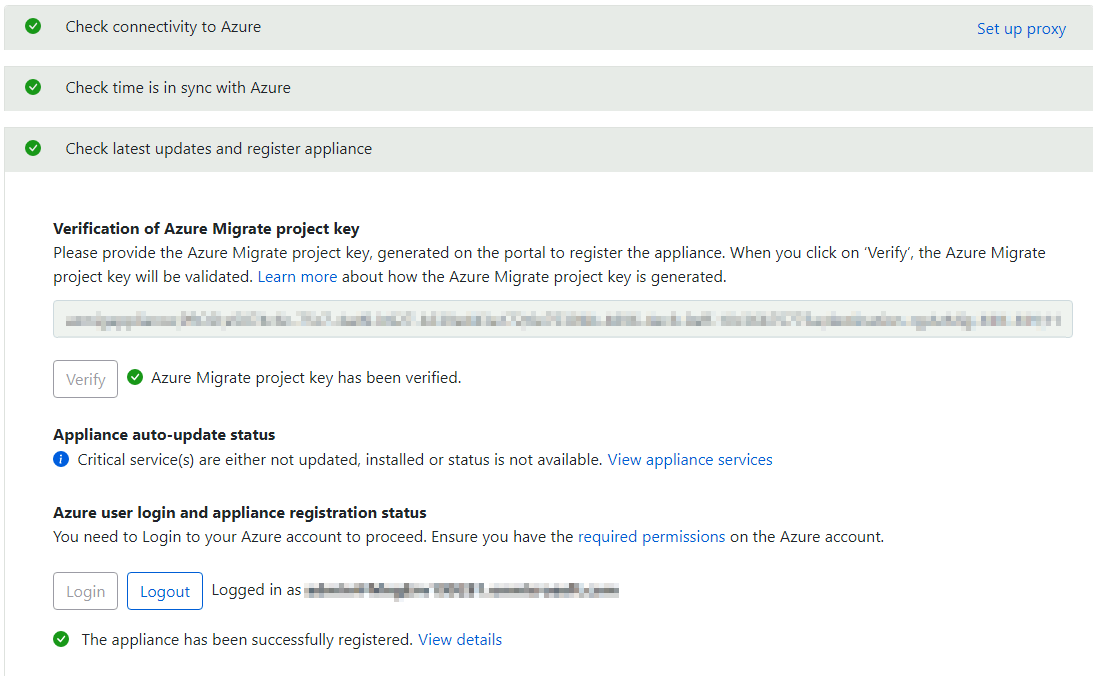 Check connectivity to Azure
Set up proxy
Check time is in sync with Azure
Check latest updates and register appliance
Verification of Azure Migrate project key
Please provide the Azure Migrate project key, generated on the portal to register the appliance. When you click on ‘Verify’, the Azure Migrate
project key will be validated. Learn more about how the Azure Migrate project key is generated.
Verify
Azure Migrate project key has been verified.
Appliance auto-update status
Critical service(s) are either not updated, installed or status is not available. View appliance services
Azure user login and appliance registration status
You need to Login to your Azure account to proceed. Ensure you have the required permissions on the Azure account.
Login
Logout
Logged in as
The appliance has been successfully registered. View details